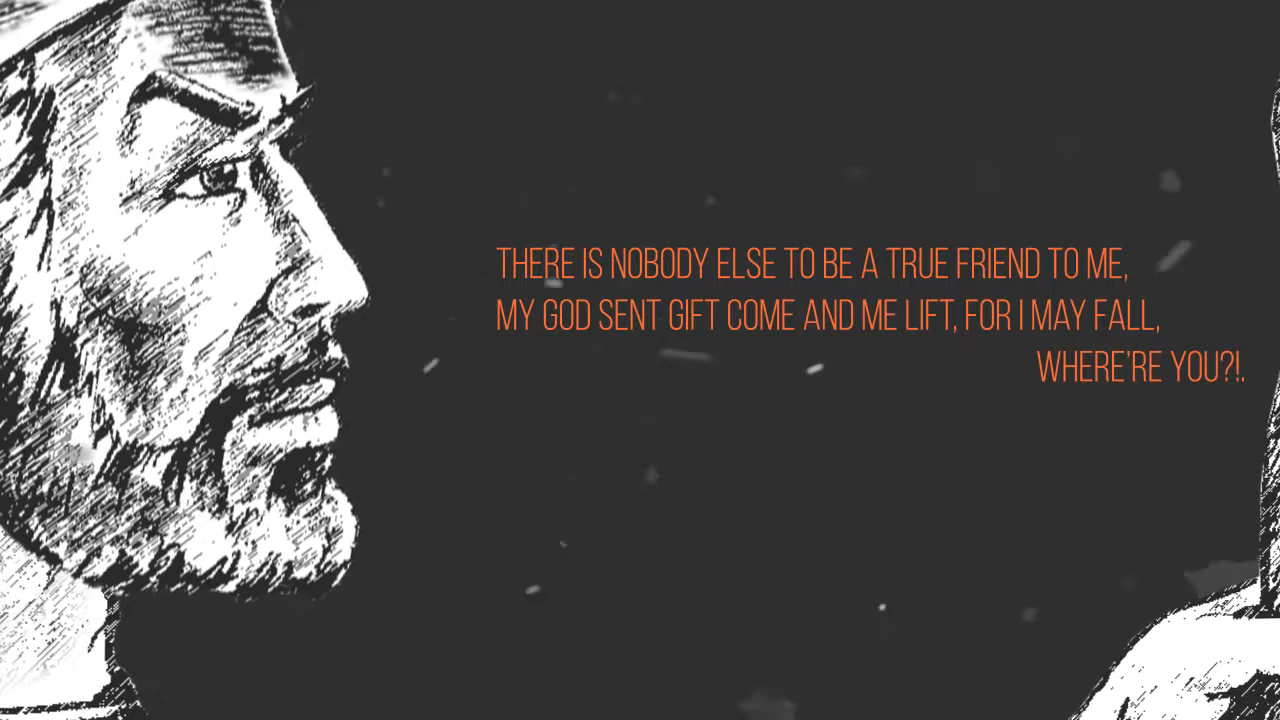 THERE IS NOBODY ELSE TO BE A TRUE FRIEND TO ME,
MY GOD SENT GIFT COME AND ME LIFT, FOR I MAY FALL,
WHERE'RE YOU?!.